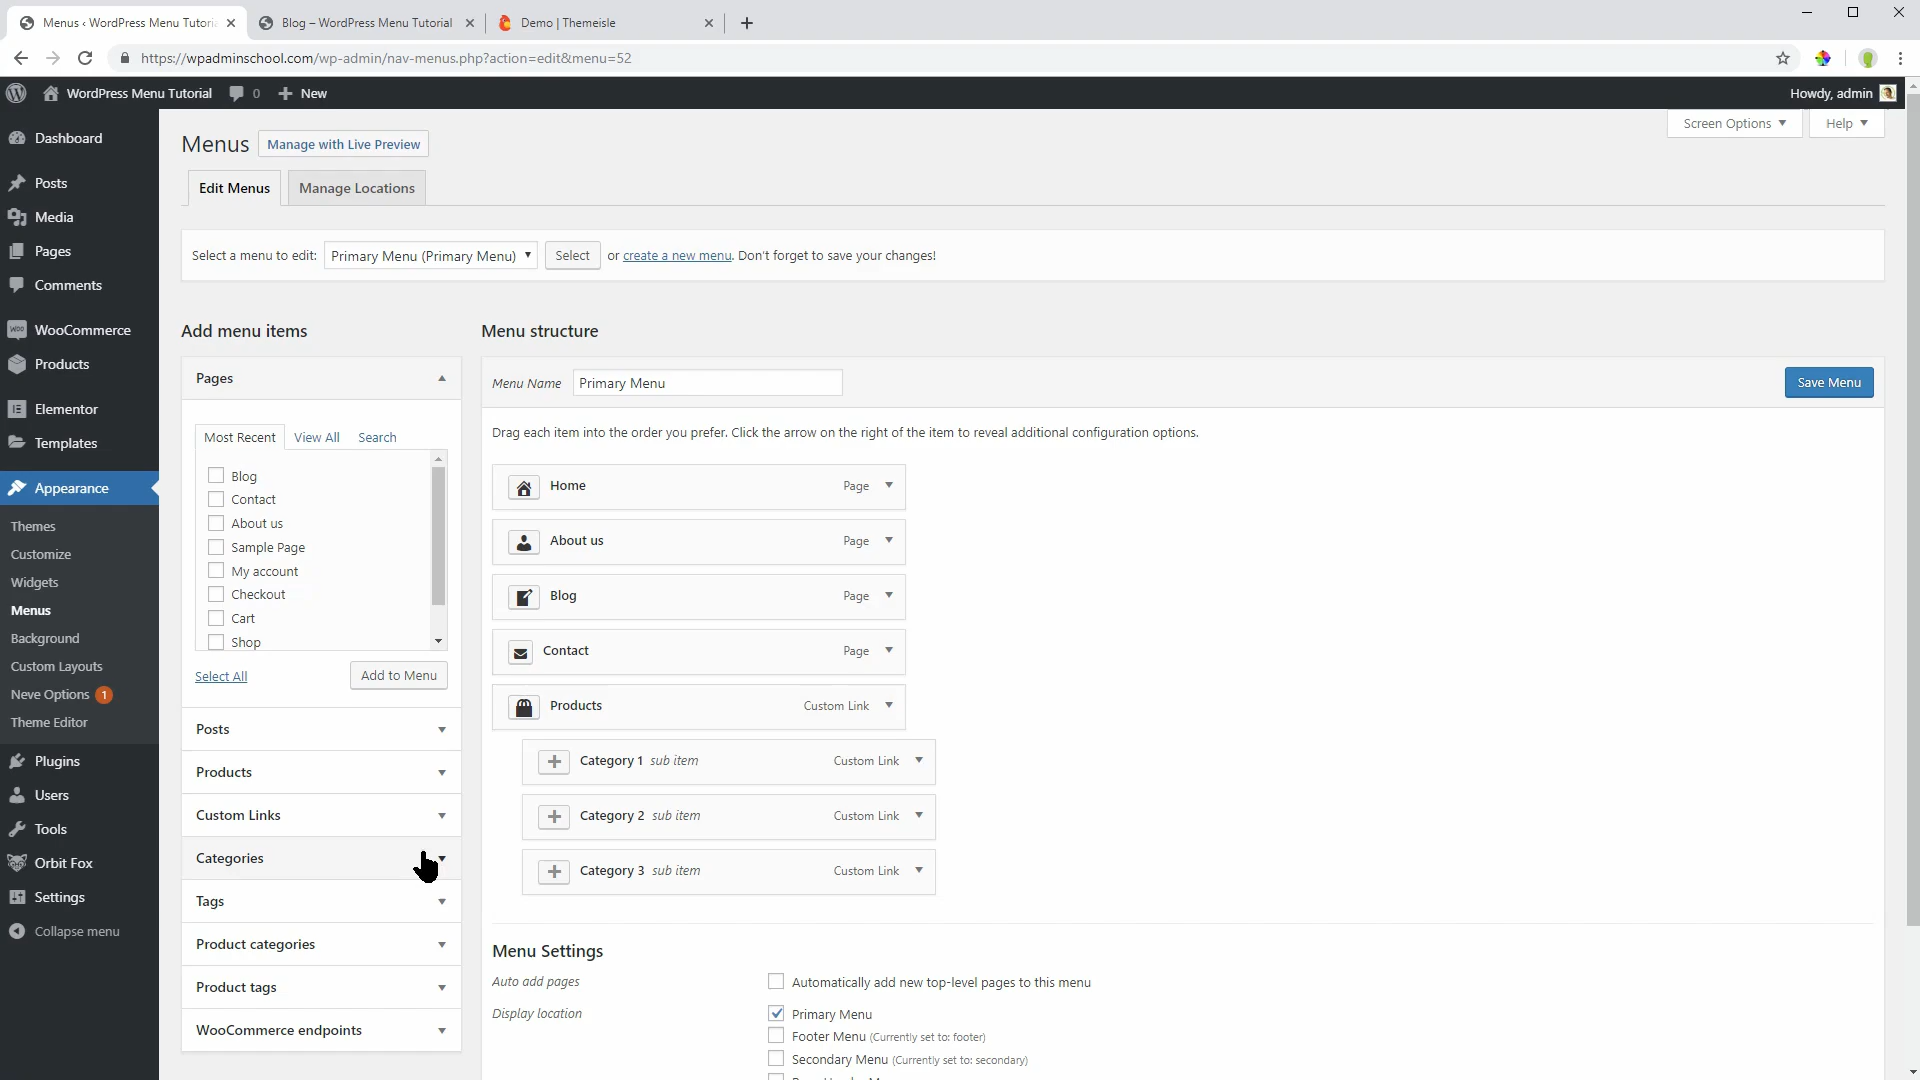 Menus ‹ WordPress Menu Tutoria
Blog – WordPress Menu Tutorial
Demo | Themeisle
https://wpadminschool.com/wp-admin/nav-menus.php?action=edit&menu=52
WordPress Menu Tutorial
0
New
Howdy, admin
Dashboard
Posts
Media
Pages
Comments
WooCommerce
Products
Elementor
Templates
Appearance
Themes
Customize
Widgets
Menus
Background
Custom Layouts
Neve Options 1
Theme Editor
Plugins
Users
Tools
Orbit Fox
Settings
Collapse menu
Screen Options
Help
Menus
Manage with Live Preview
Edit Menus
Manage Locations
Select a menu to edit: Primary Menu (Primary Menu) Select or create a new menu. Don't forget to save your changes!
Add menu items
Pages
Most Recent View All Search
Blog
Contact
About us
Sample Page
My account
Checkout
Cart
Shop
Select All
Add to Menu
Posts
Products
Custom Links
Categories
Tags
Product categories
Product tags
WooCommerce endpoints
Menu structure
Menu Name Primary Menu
Save Menu
Drag each item into the order you prefer. Click the arrow on the right of the item to reveal additional configuration options.
Home Page
About us Page
Blog Page
Contact Page
Products Custom Link
Category 1 sub item Custom Link
Category 2 sub item Custom Link
Category 3 sub item Custom Link
Menu Settings
Auto add pages
Automatically add new top-level pages to this menu
Display location
Primary Menu
Footer Menu (Currently set to: footer)
Secondary Menu (Currently set to: secondary)